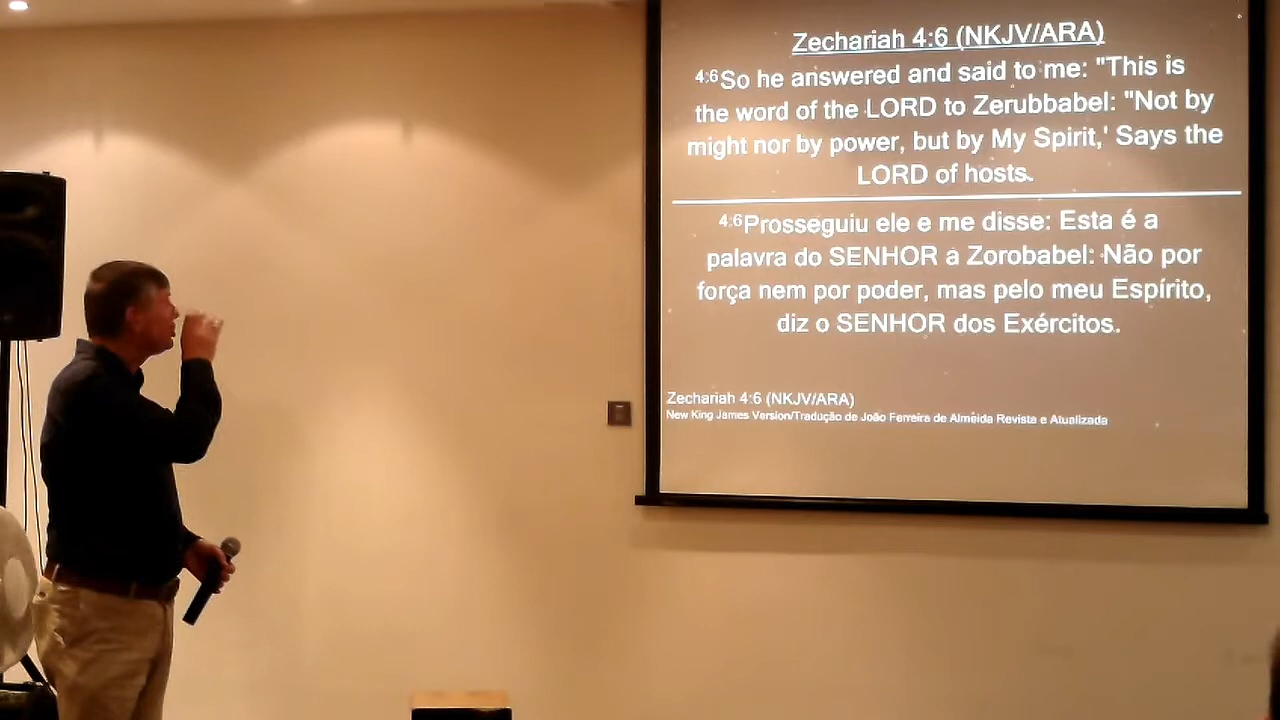 Zechariah 4:6 (NKJV/ARA)
4:6So he answered and said to me: "This is
the word of the LORD to Zerubbabel: "Not by
might nor by power, but by My Spirit,' Says the
LORD of hosts.
4:6Prosseguiu ele e me disse: Esta é a
palavra do SENHOR a Zorobabel: Não por
força nem por poder, mas pelo meu Espírito,
diz o SENHOR dos Exércitos.
Zechariah 4:6 (NKJV/ARA)
New King James Version/Tradução de João Ferreira de Almeida Revista e Atualizada